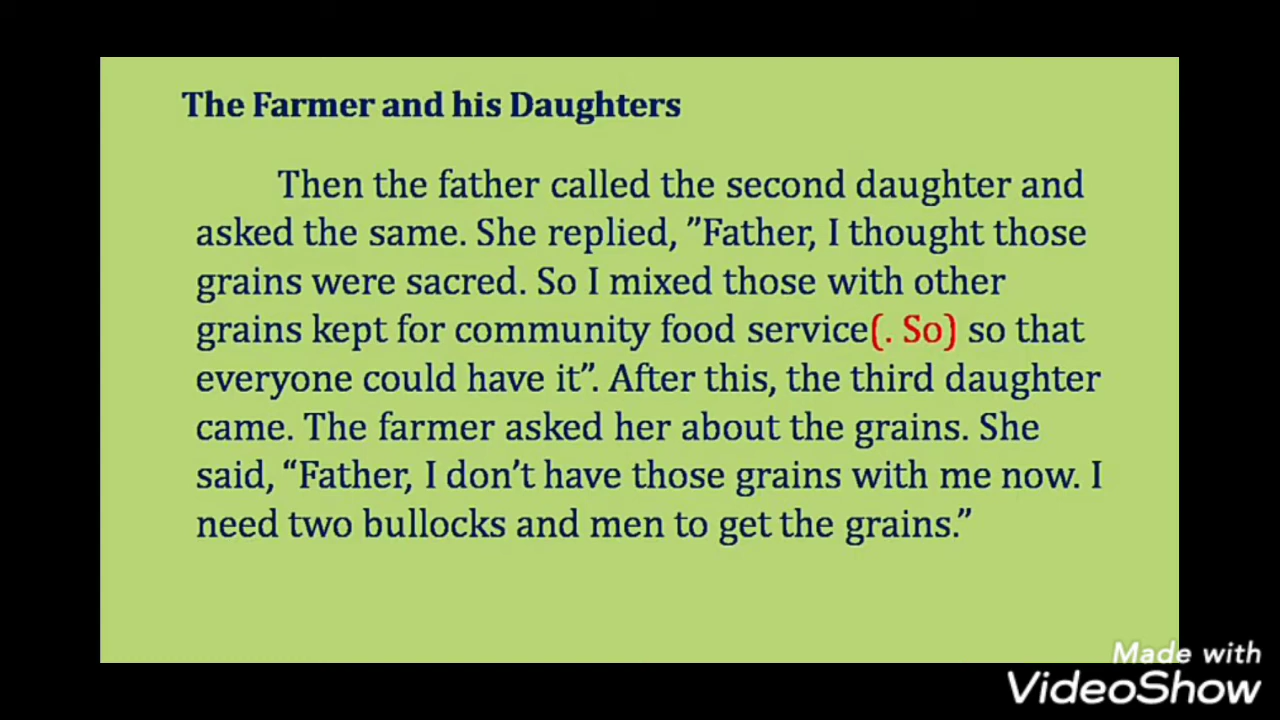 The Farmer and his Daughters
Then the father called the second daughter and
asked the same. She replied, ”Father, I thought those
grains were sacred. So I mixed those with other
grains kept for community food service(. So) so that
everyone could have it”. After this, the third daughter
came. The farmer asked her about the grains. She
said, “Father, I don’t have those grains with me now. I
need two bullocks and men to get the grains.”
Made with
VideoShow